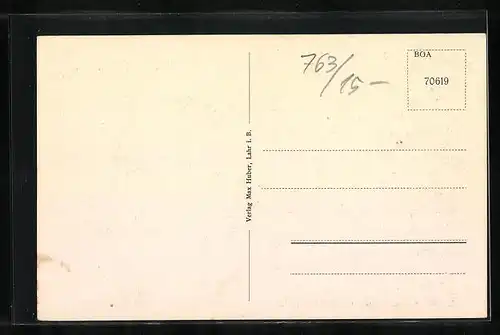 763/15-
BOA
70619
Verlag Max Huber, Lahr i. B.